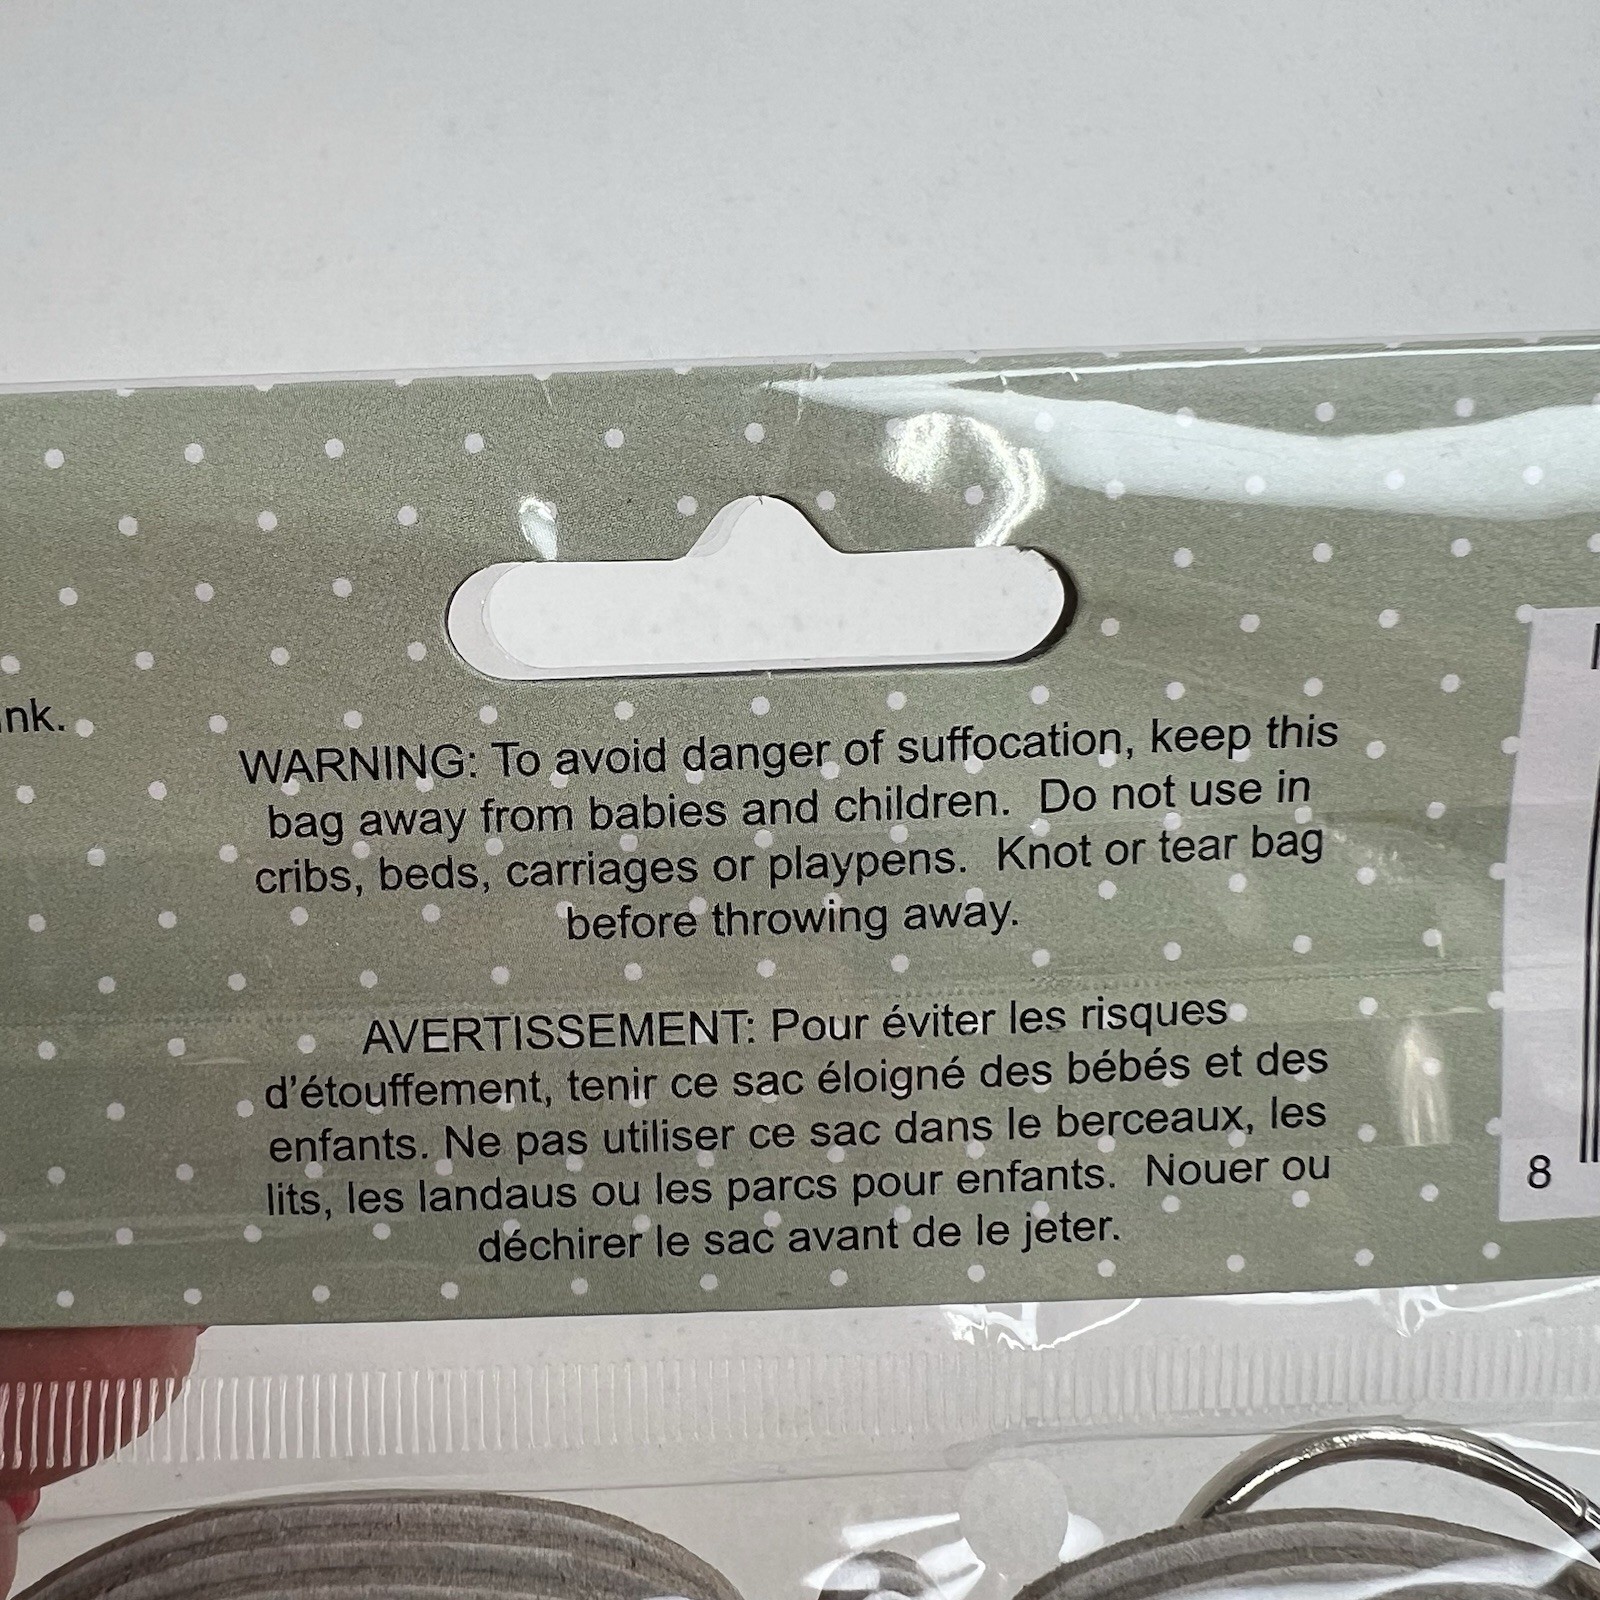 WARNING: To avoid danger of suffocation, keep this
bag away from babies and children. Do not use in
cribs, beds, carriages or playpens. Knot or tear bag
before throwing away.
AVERTISSEMENT: Pour éviter les risques
d'étouffement, tenir ce sac éloigné des bébés et des
enfants. Ne pas utiliser ce sac dans le berceaux, les
lits, les landaus ou les parcs pour enfants. Nouer ou
déchirer le sac avant de le jeter.
8